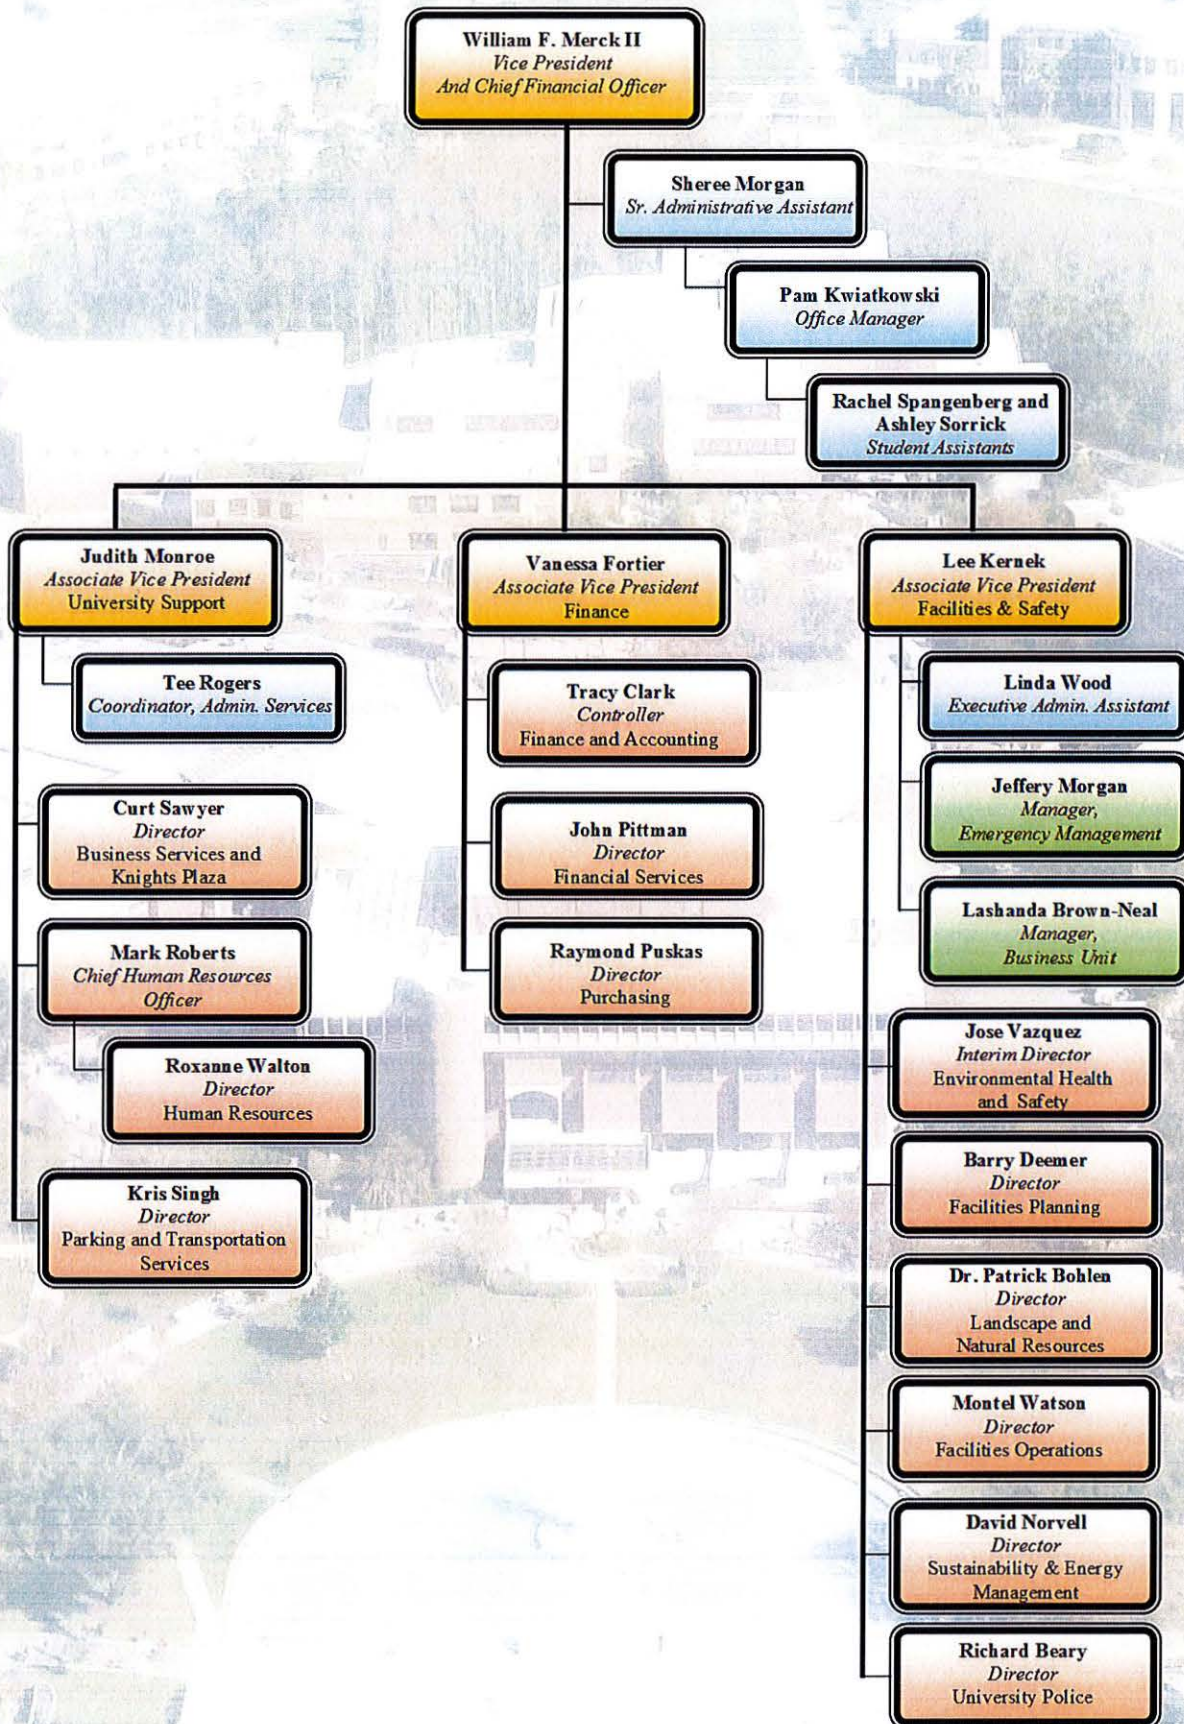 William F. Merck II
Vice President
And Chief Financial Officer
Sheree Morgan
Sr. Administrative Assistant
Pam Kwiatkowski
Office Manager
Rachel Spangenberg and
Ashley Sorrick
Student Assistants
Judith Monroe
Associate Vice President
University Support
Tee Rogers
Coordinator, Admin. Services
Curt Sawyer
Director
Business Services and
Knights Plaza
Mark Roberts
Chief Human Resources
Officer
Roxanne Walton
Director
Human Resources
Kris Singh
Director
Parking and Transportation
Services
Vanessa Fortier
Associate Vice President
Finance
Tracy Clark
Controller
Finance and Accounting
John Pittman
Director
Financial Services
Raymond Puskas
Director
Purchasing
Lee Kernek
Associate Vice President
Facilities & Safety
Linda Wood
Executive Admin. Assistant
Jeffery Morgan
Manager,
Emergency Management
Lashanda Brown-Neal
Manager,
Business Unit
Jose Vazquez
Interim Director
Environmental Health
and Safety
Barry Deemer
Director
Facilities Planning
Dr. Patrick Bohlen
Director
Landscape and
Natural Resources
Montel Watson
Director
Facilities Operations
David Norvell
Director
Sustainability & Energy
Management
Richard Beary
Director
University Police